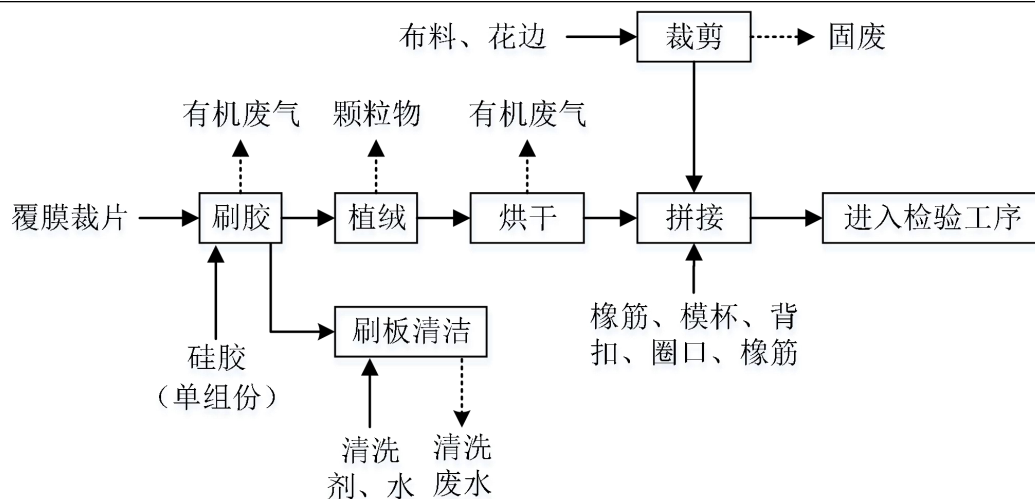 布料、花边
裁剪
固废
有机废气
颗粒物
有机废气
覆膜裁片
刷胶
植绒
烘干
拼接
进入检验工序
硅胶
（单组份）
刷板清洁
橡筋、模杯、背
扣、圈口、橡筋
清洗
剂、水
清洗
废水